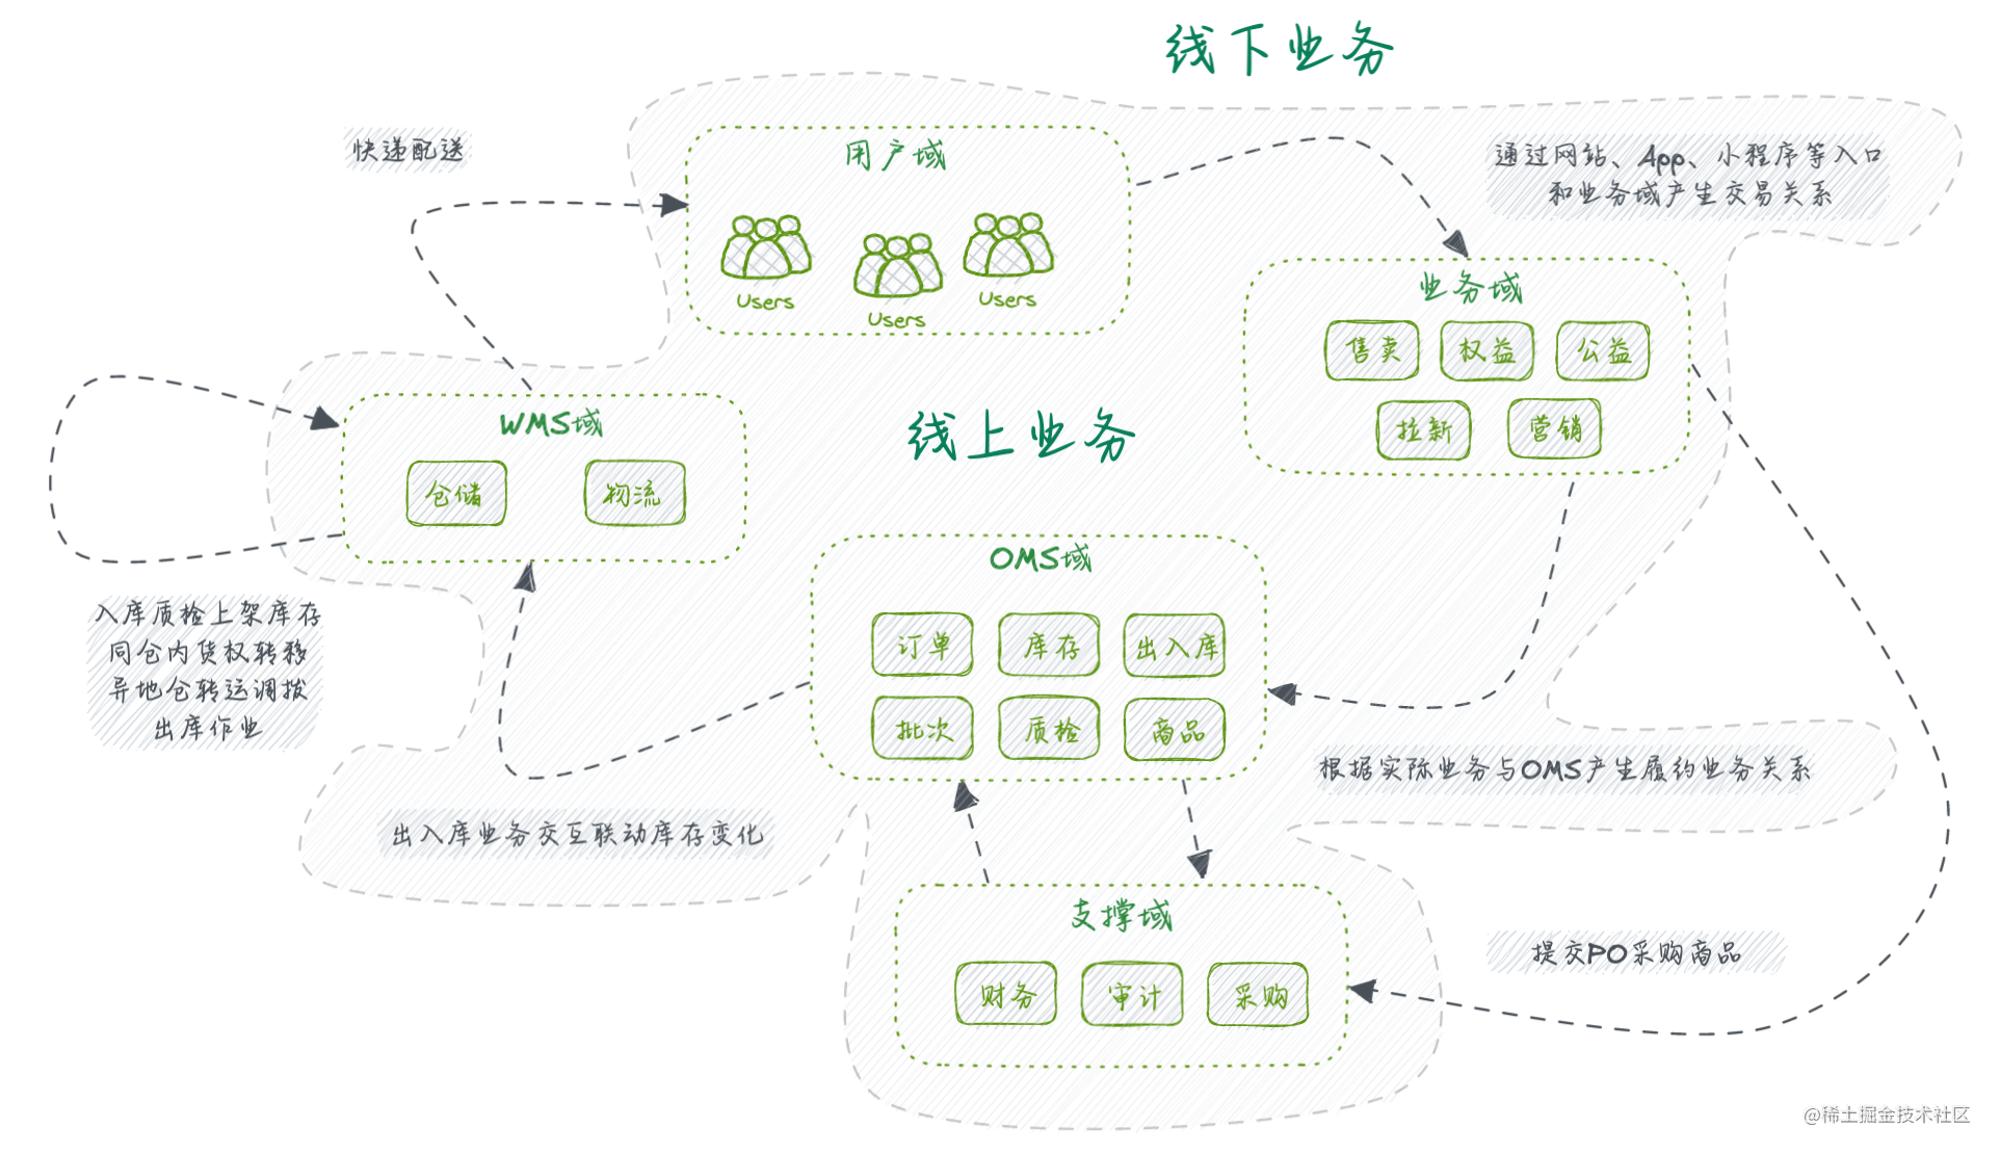 线下业务
快递配送
用户域
Users
Users
Users
通过网站、App、小程序等入口
和业务域产生交易关系
业务域
售卖
权益
公益
拉新
营销
WMS域
仓储
物流
线上业务
OMS域
订单
库存
出入库
批次
质检
商品
入库质检上架库存
同仓内货权转移
异地仓转运调拔
出库作业
根据实际业务与OMS产生履约业务关系
出入库业务交互联动库存变化
支撑域
财务
审计
采购
提交PO采购商品
@稀土掘金技术社区